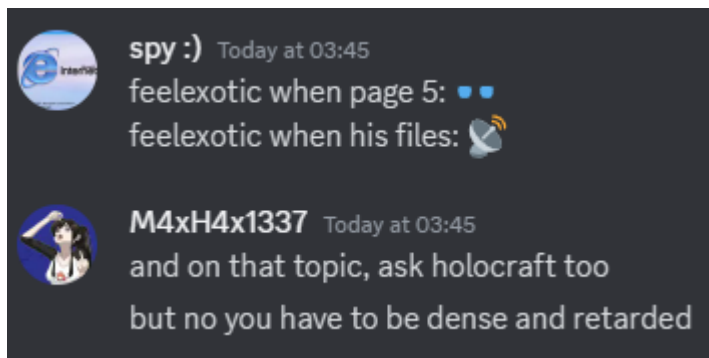 spy :) Today at 03:45
feelexotic when page 5:
feelexotic when his files: 📡
M4xH4x1337 Today at 03:45
and on that topic, ask holocraft too
but no you have to be dense and retarded